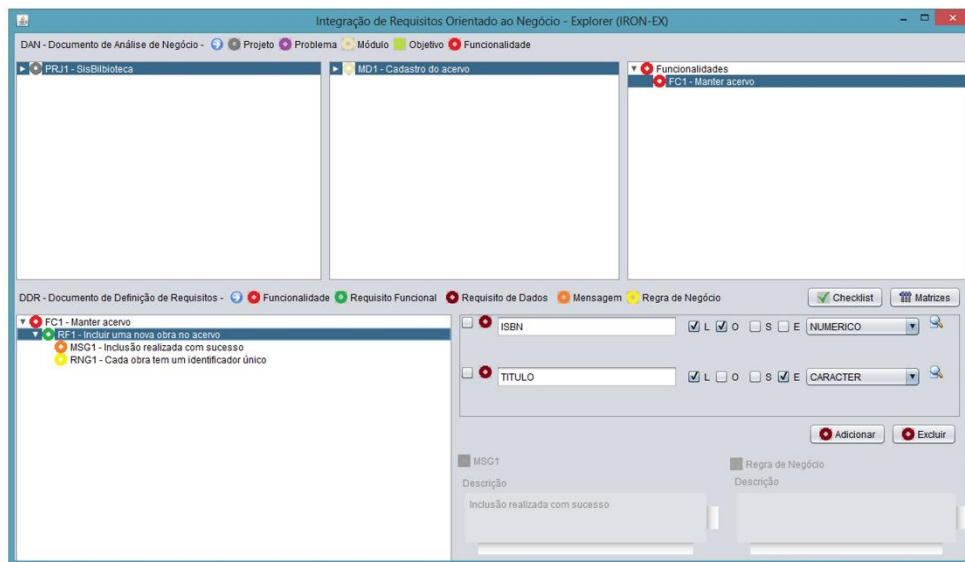 Integração de Requisitos Orientado ao Negócio - Explorer (IRON-EX)
DAN - Documento de Análise de Negócio - Projeto Problema Módulo Objetivo Funcionalidade
PRJ1 - SisBilbioteca
MD1 - Cadastro do acervo
Funcionalidades
FC1 - Manter acervo
DDR - Documento de Definição de Requisitos - Funcionalidade Requisito Funcional Requisito de Dados Mensagem Regra de Negócio Checklist Matrizes
FC1 - Manter acervo
RF1 - Incluir uma nova obra no acervo
MSG1 - Inclusão realizada com sucesso
RNG1 - Cada obra tem um identificador único
ISBN L O S E NUMERICO
TITULO L O S E CARACTER
Adicionar Excluir
MSG1
Descrição
Inclusão realizada com sucesso
Regra de Negócio
Descrição